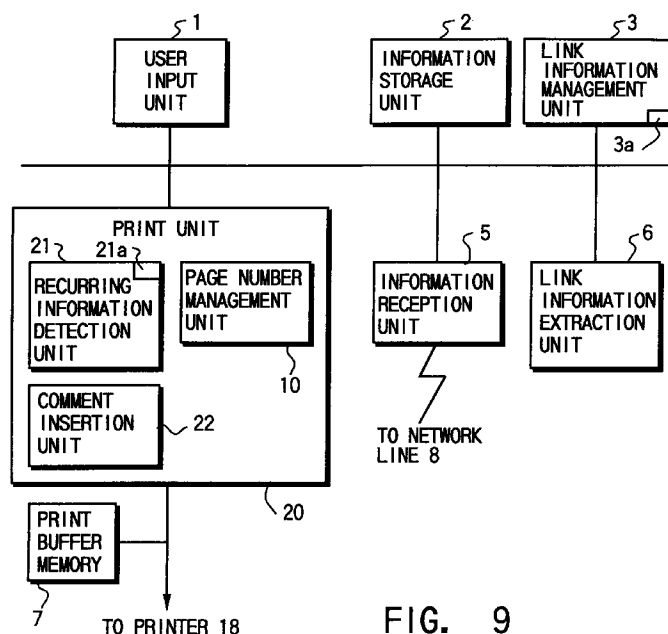 1
USER
INPUT
UNIT
2
INFORMATION
STORAGE
UNIT
3
LINK
INFORMATION
MANAGEMENT
UNIT
3a
PRINT UNIT
21
21a
RECURRING
INFORMATION
DETECTION
UNIT
PAGE NUMBER
MANAGEMENT
UNIT
10
COMMENT
INSERTION
UNIT
22
20
5
INFORMATION
RECEPTION
UNIT
TO NETWORK
LINE 8
6
LINK
INFORMATION
EXTRACTION
UNIT
PRINT
BUFFER
MEMORY
7
TO PRINTER 18
FIG. 9